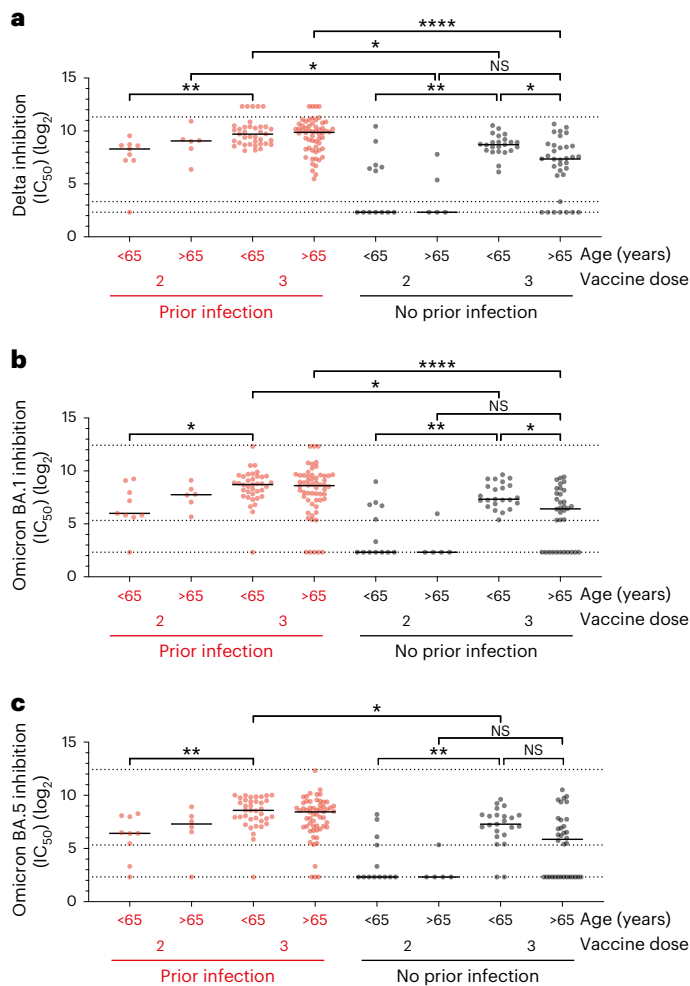 a
****
*
*
NS
**
**
*
15
10
5
0
Delta inhibition
(IC50) (log2)
<65 >65 <65 >65 <65 >65 <65 >65 Age (years)
2 3 2 3 Vaccine dose
Prior infection No prior infection
b
****
*
NS
*
**
*
15
10
5
0
Omicron BA.1 inhibition
(IC50) (log2)
<65 >65 <65 >65 <65 >65 <65 >65 Age (years)
2 3 2 3 Vaccine dose
Prior infection No prior infection
c
*
NS
**
**
NS
15
10
5
0
Omicron BA.5 inhibition
(IC50) (log2)
<65 >65 <65 >65 <65 >65 <65 >65 Age (years)
2 3 2 3 Vaccine dose
Prior infection No prior infection